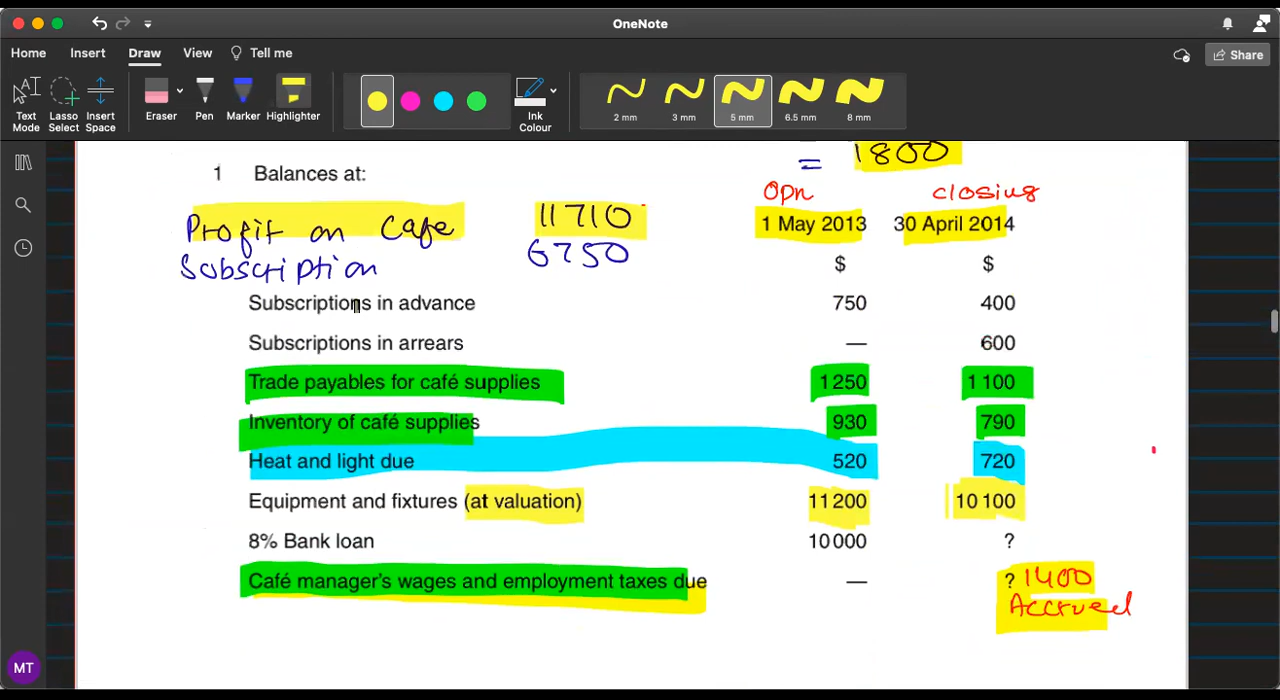 OneNote
Home Insert Draw View Tell me
Share
Text Mode
Lasso Select
Insert Space
Eraser
Pen
Marker
Highlighter
Ink Colour
2 mm
3 mm
5 mm
6.5 mm
8 mm
= 1800
1 Balances at:
Opn closing
Profit on Cafe 11710 1 May 2013 30 April 2014
Subscription 6750 $ $
Subscriptions in advance 750 400
Subscriptions in arrears — 600
Trade payables for café supplies 1250 1100
Inventory of café supplies 930 790
Heat and light due 520 720
Equipment and fixtures (at valuation) 11200 10100
8% Bank loan 10000 ?
Café manager's wages and employment taxes due — ? 1400
Accrued
MT